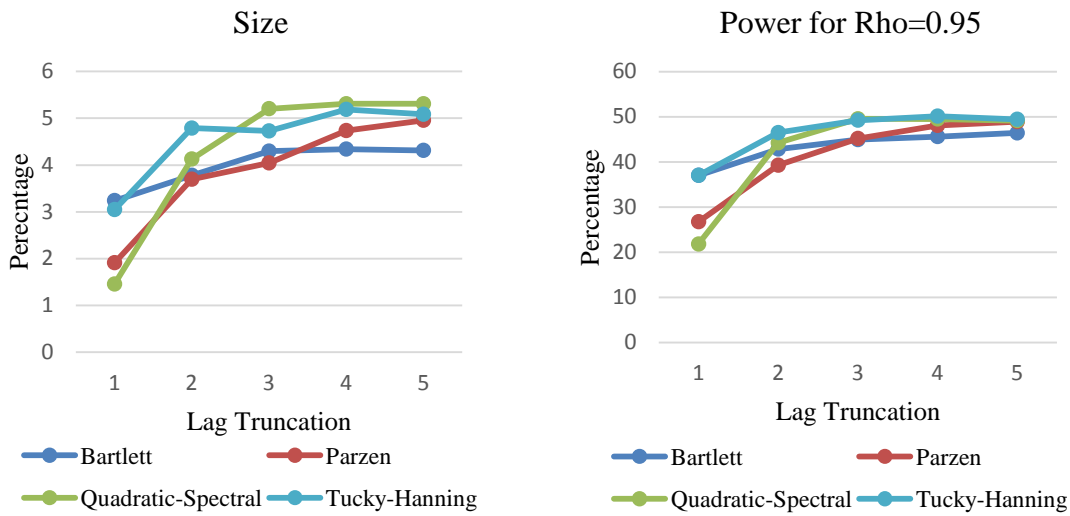 Size
6
5
4
3
2
1
0
Perecntage
1 2 3 4 5
Lag Truncation
Bartlett Parzen
Quadratic-Spectral Tucky-Hanning
Power for Rho=0.95
60
50
40
30
20
10
0
Percentage
1 2 3 4 5
Lag Truncation
Bartlett Parzen
Quadratic-Spectral Tucky-Hanning